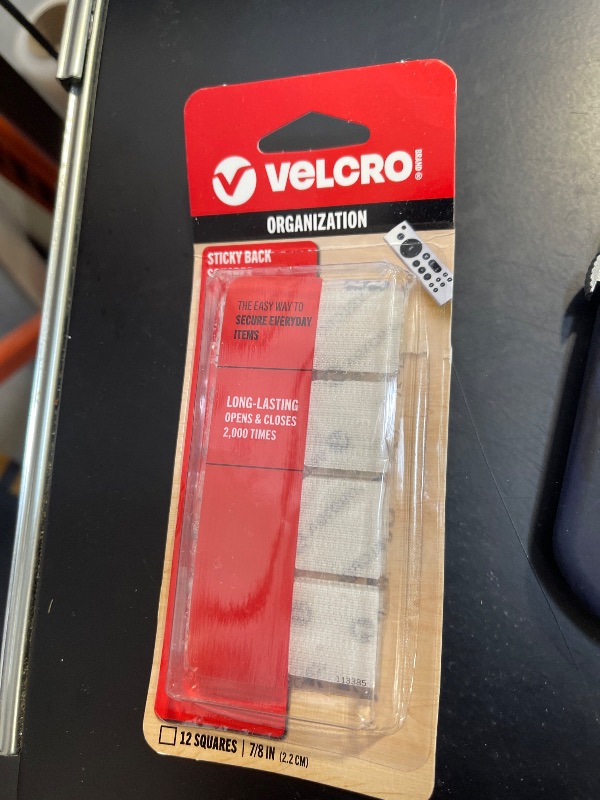 VELCRO
BRAND ®
ORGANIZATION
STICKY BACK
THE EASY WAY TO
SECURE EVERYDAY
ITEMS
LONG-LASTING
OPENS & CLOSES
2,000 TIMES
113385
12 SQUARES | 7/8 IN (2.2 CM)